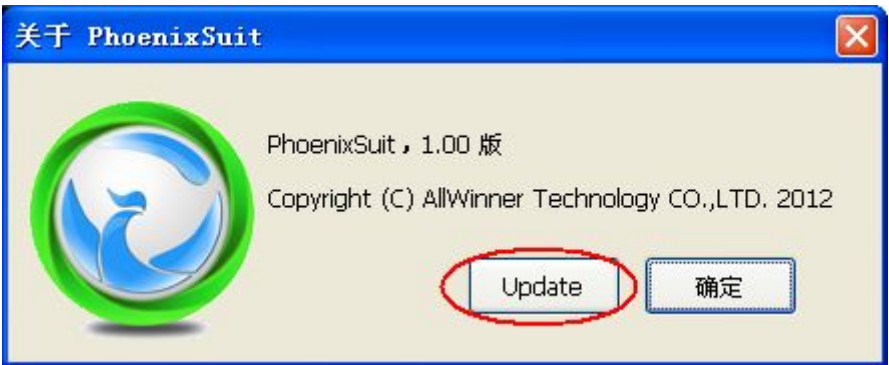 关于 PhoenixSuit
PhoenixSuit，1.00 版
Copyright (C) AllWinner Technology CO.,LTD. 2012
Update
确定